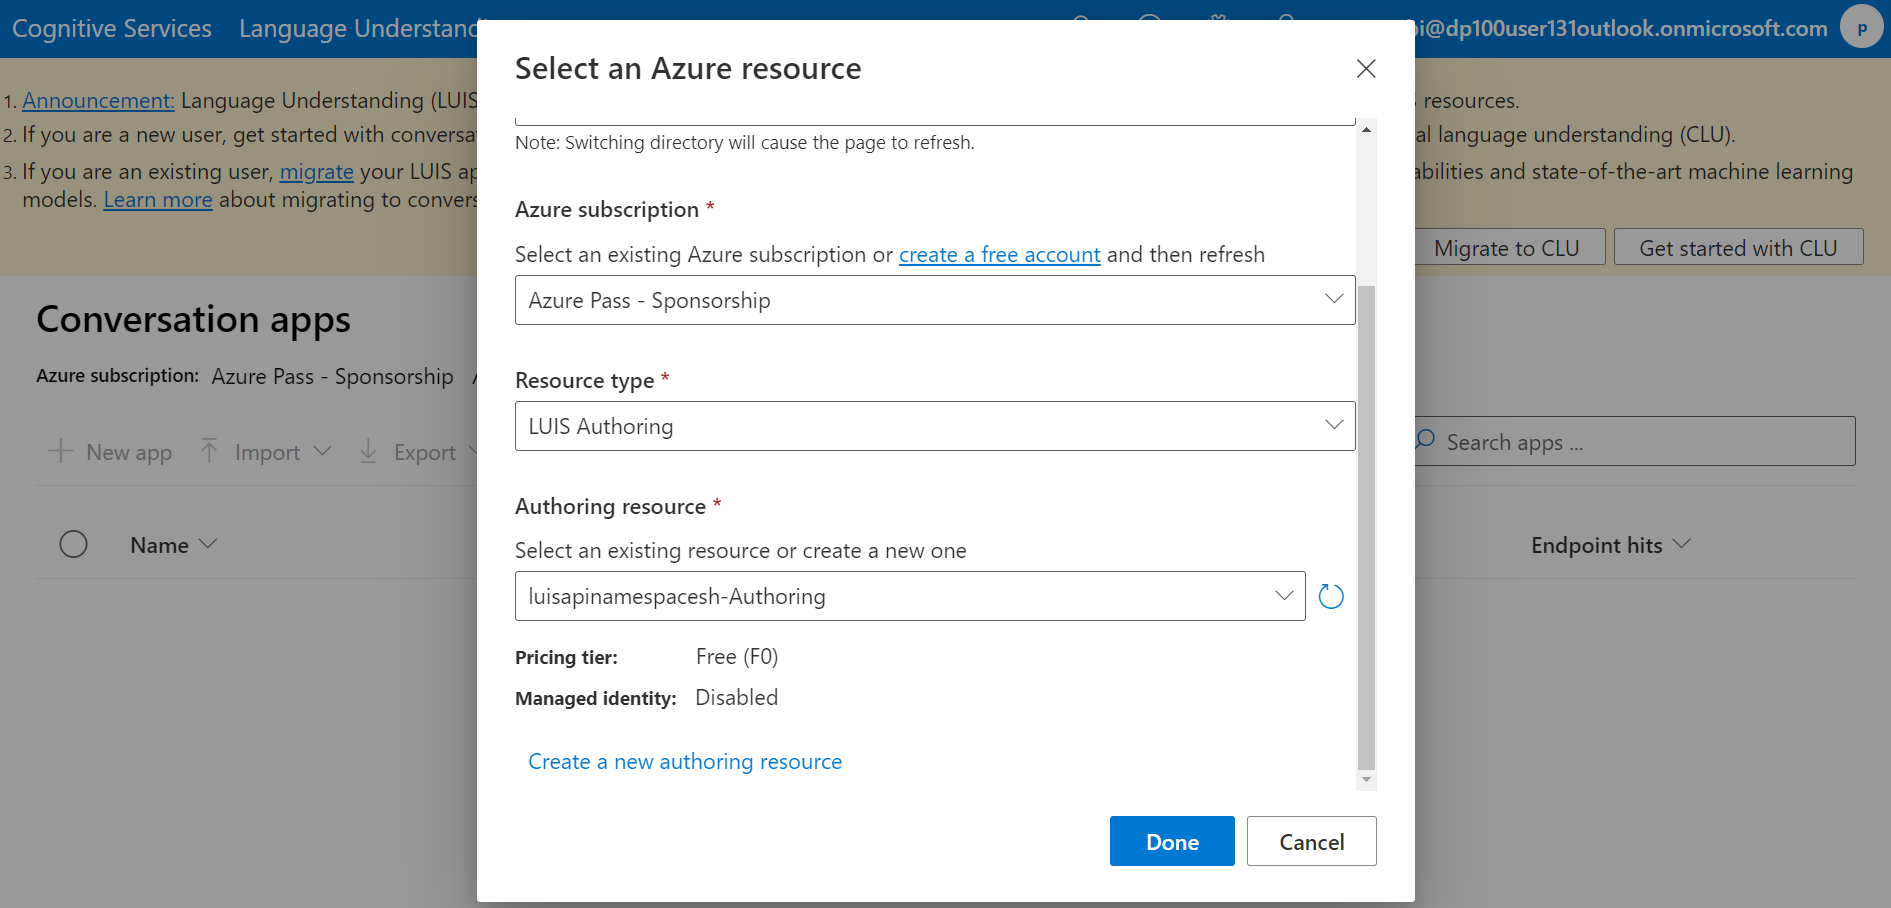 Cognitive Services Language Understand
pi@dp100user131outlook.onmicrosoft.com
p
Select an Azure resource
1. Announcement: Language Understanding (LUIS
resources.
2. If you are a new user, get started with conversa
al language understanding (CLU).
3. If you are an existing user, migrate your LUIS ap
abilities and state-of-the-art machine learning
models. Learn more about migrating to convers
Migrate to CLU
Get started with CLU
Note: Switching directory will cause the page to refresh.
Azure subscription *
Select an existing Azure subscription or create a free account and then refresh
Azure Pass - Sponsorship
Resource type *
LUIS Authoring
Authoring resource *
Select an existing resource or create a new one
luisapinamespacesh-Authoring
Pricing tier: Free (F0)
Managed identity: Disabled
Create a new authoring resource
Done
Cancel
Conversation apps
Azure subscription: Azure Pass - Sponsorship
New app Import Export
Search apps ...
Name
Endpoint hits